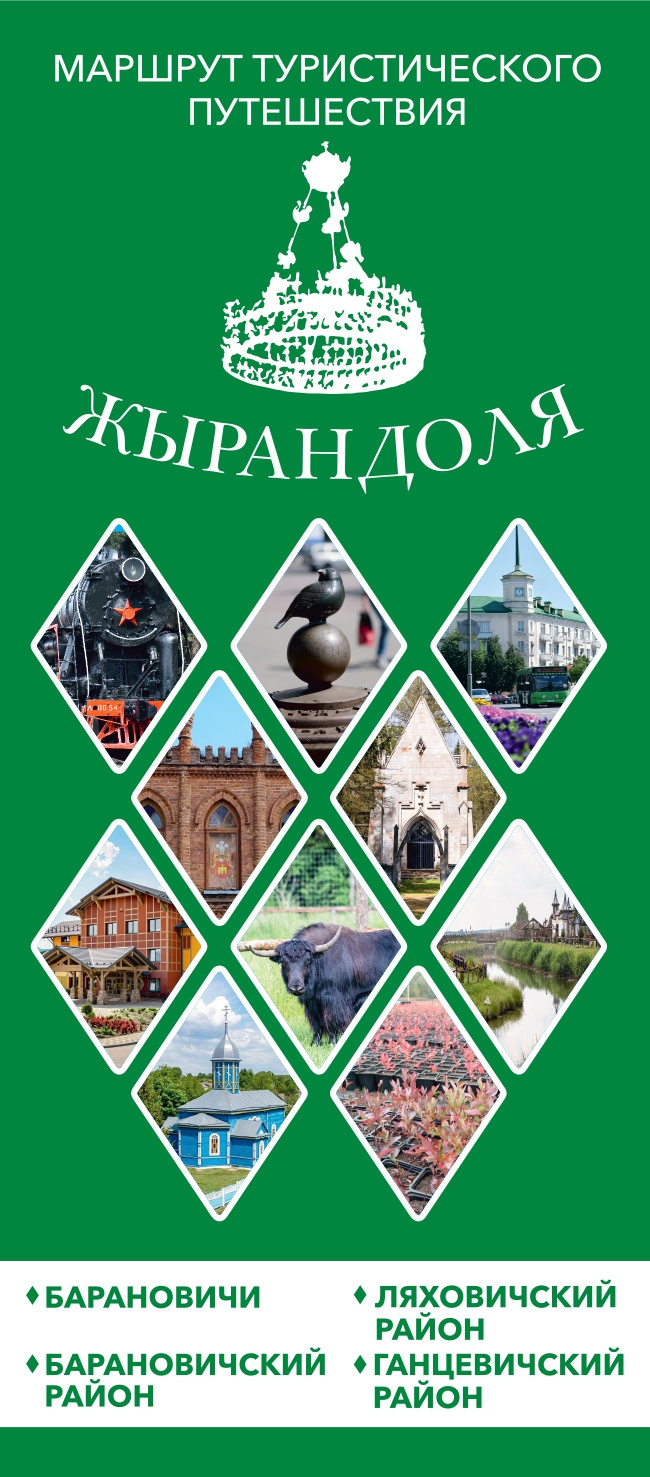 МАРШРУТ ТУРИСТИЧЕСКОГО
ПУТЕШЕСТВИЯ
ЖЫРАНДОЛЯ
БАРАНОВИЧИ
БАРАНОВИЧСКИЙ
РАЙОН
ЛЯХОВИЧСКИЙ
РАЙОН
ГАНЦЕВИЧСКИЙ
РАЙОН